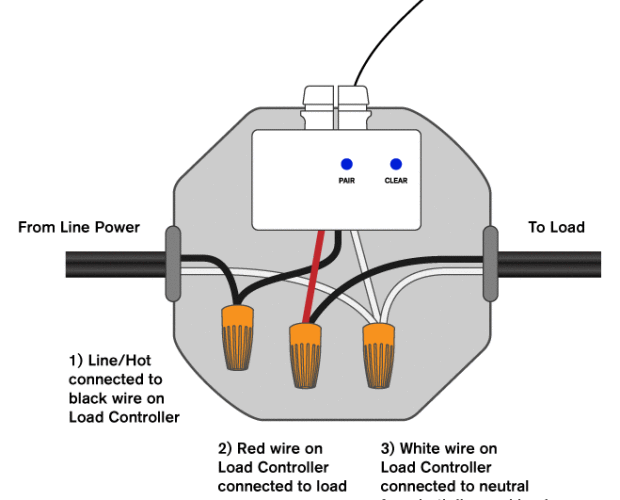 PAIR
CLEAR
From Line Power
To Load
1) Line/Hot
connected to
black wire on
Load Controller
2) Red wire on
Load Controller
connected to load
3) White wire on
Load Controller
connected to neutral